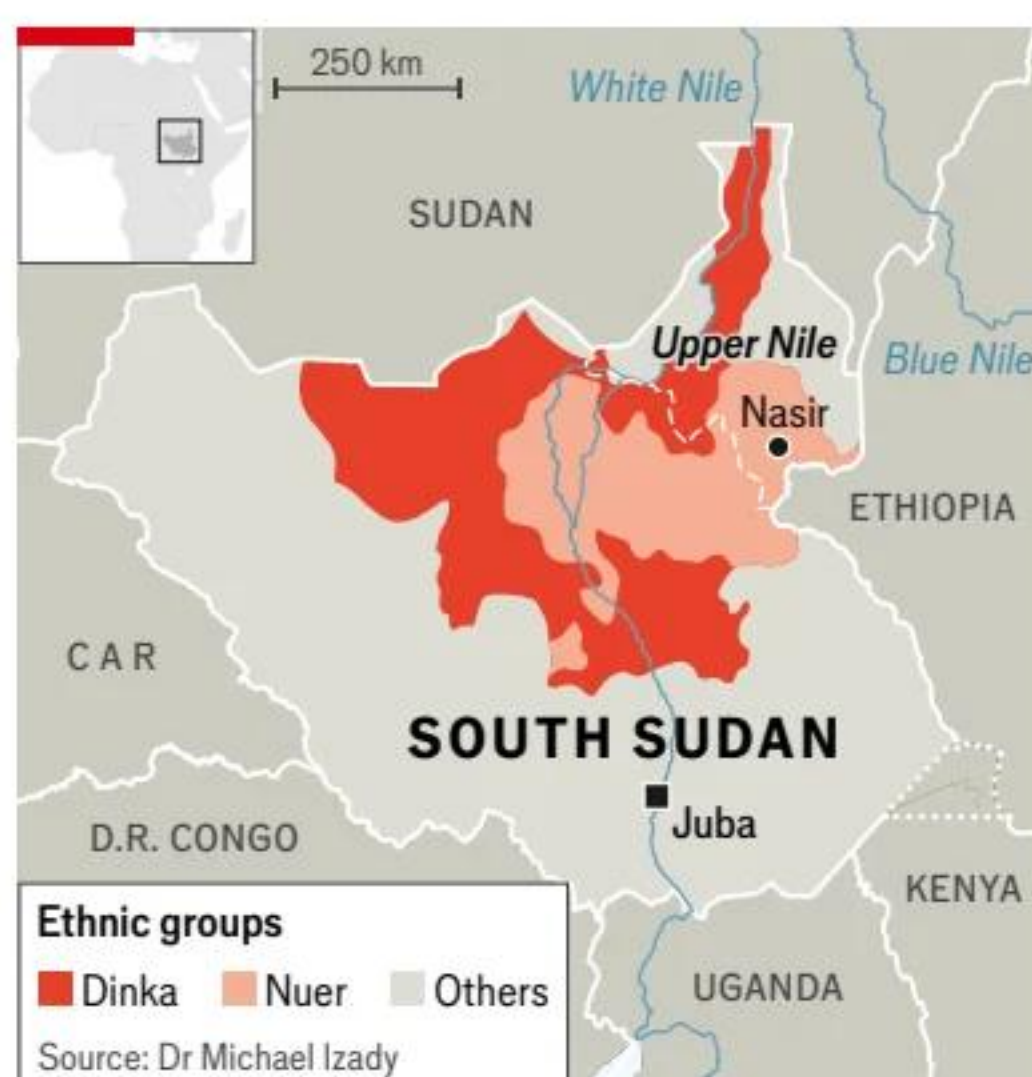 250 km
White Nile
SUDAN
Upper Nile
Blue Nile
Nasir
ETHIOPIA
CAR
SOUTH SUDAN
Juba
D.R. CONGO
KENYA
UGANDA
Ethnic groups
Dinka Nuer Others
Source: Dr Michael Izady